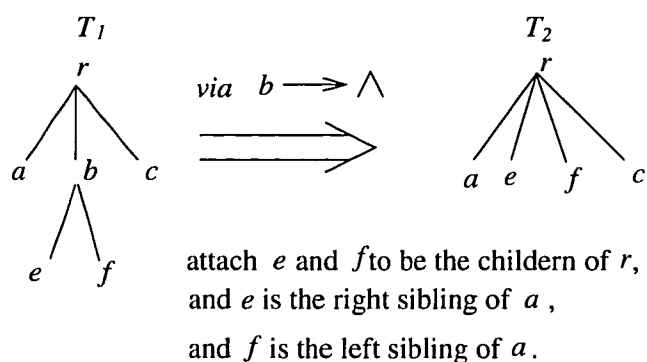 T1 T2
r r
via b → Λ
a b c
a e f c
e f
attach e and f to be the childern of r,
and e is the right sibling of a ,
and f is the left sibling of a .